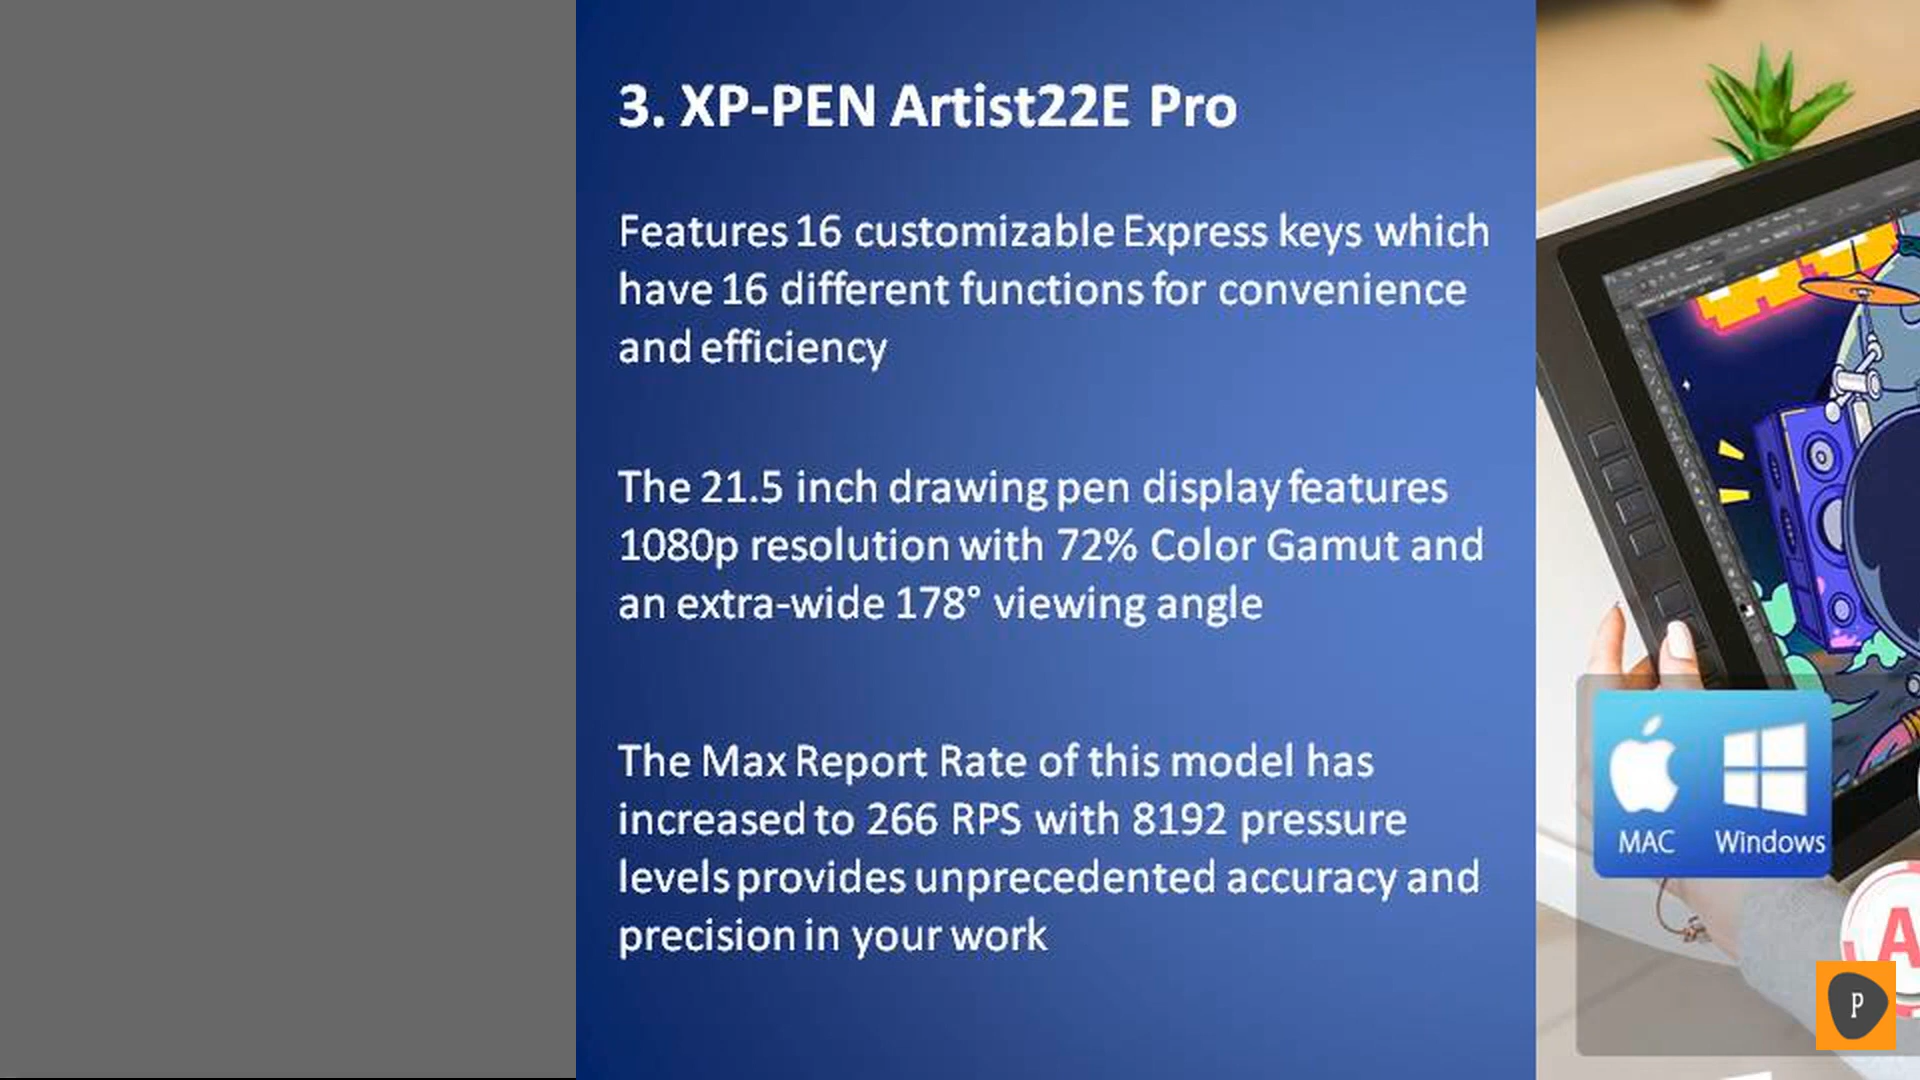 3. XP-PEN Artist22E Pro
Features 16 customizable Express keys which
have 16 different functions for convenience
and efficiency
The 21.5 inch drawing pen display features
1080p resolution with 72% Color Gamut and
an extra-wide 178° viewing angle
The Max Report Rate of this model has
increased to 266 RPS with 8192 pressure
levels provides unprecedented accuracy and
precision in your work
MAC Windows
A
P